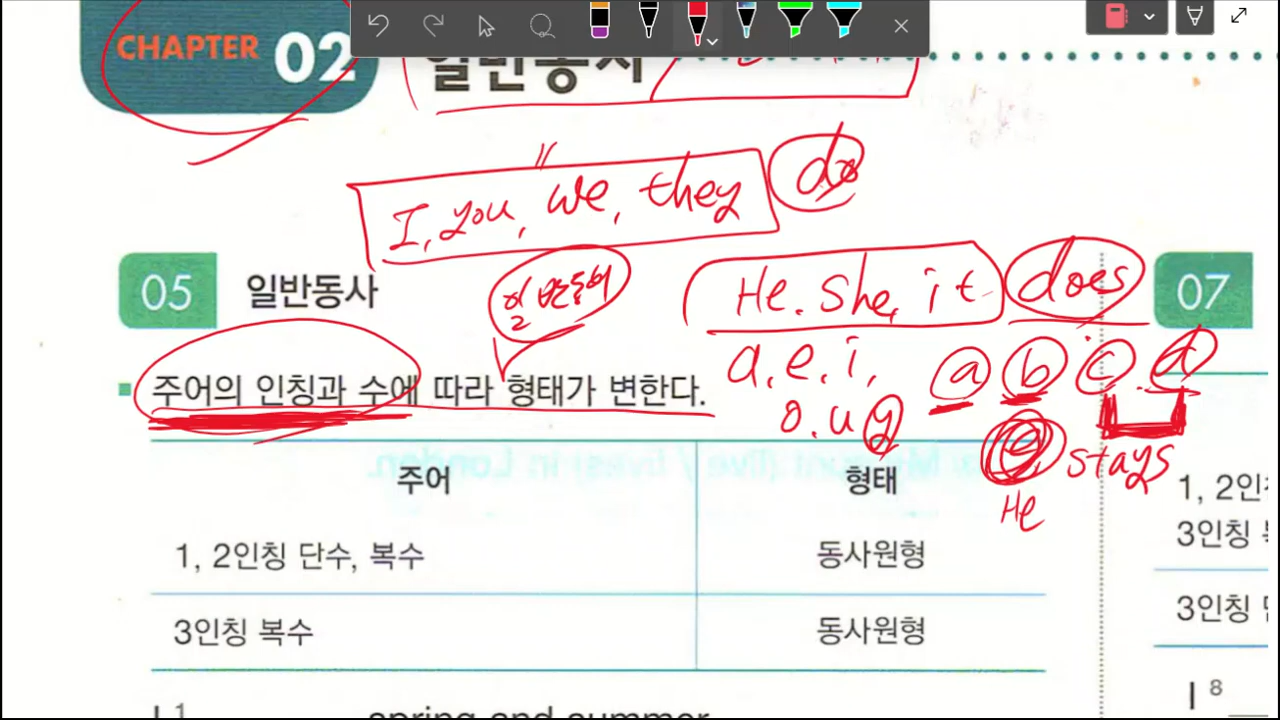 CHAPTER 02
일반동사
I, you, we, they do
05 일반동사
일반동사
He. She, it does
07
a. e. i,
a b c d
주어의 인칭과 수에 따라 형태가 변한다.
o. u y
e stays
He
주어 형태
1, 2인칭 단수, 복수 동사원형
3인칭 복수 동사원형
1, 2인
3인칭
3인칭
1 spring and summer
8